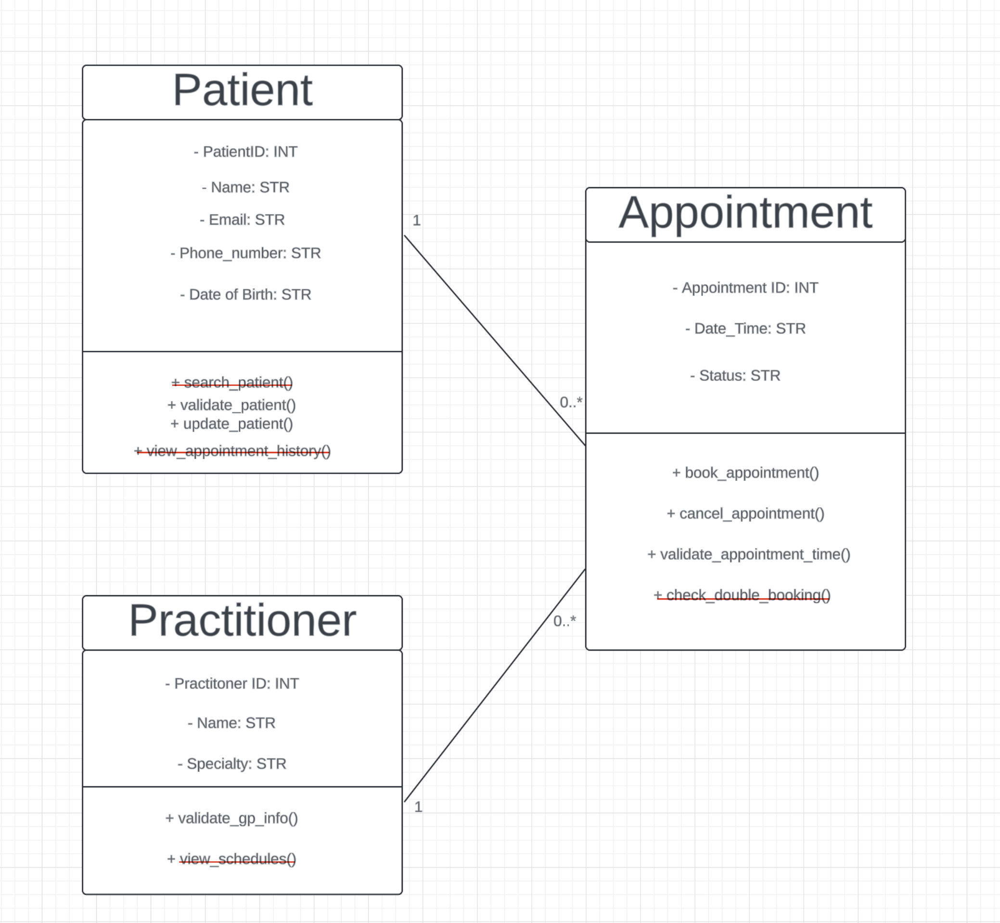 Patient
- PatientID: INT
- Name: STR
- Email: STR
- Phone_number: STR
- Date of Birth: STR
+ search_patient()
+ validate_patient()
+ update_patient()
+ view_appointment_history()
1
0..*
Appointment
- Appointment ID: INT
- Date_Time: STR
- Status: STR
+ book_appointment()
+ cancel_appointment()
+ validate_appointment_time()
+ check_double_booking()
Practitioner
- Practitoner ID: INT
- Name: STR
- Specialty: STR
+ validate_gp_info()
+ view_schedules()
0..*
1